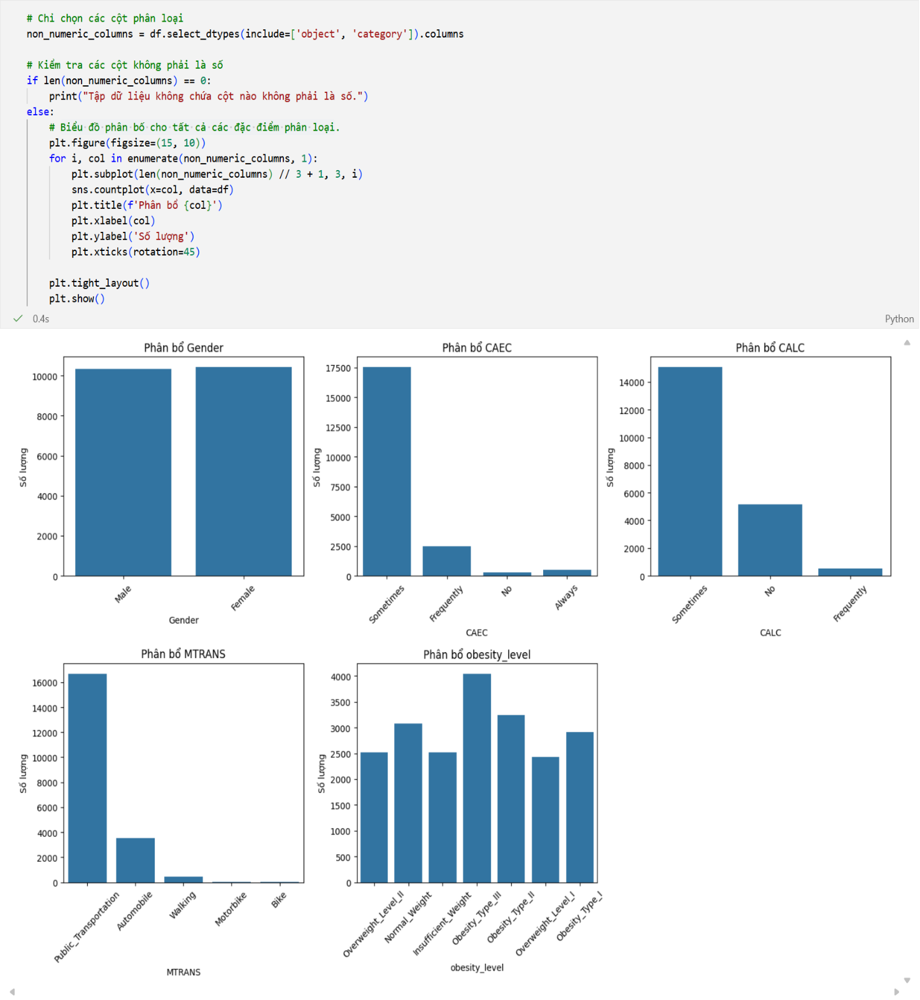 # Chỉ chọn các cột phân loại
non_numeric_columns = df.select_dtypes(include=['object', 'category']).columns
# Kiểm tra các cột không phải là số
if len(non_numeric_columns) == 0:
    print("Tập dữ liệu không chứa cột nào không phải là số.")
else:
    # Biểu đồ phân bố cho tất cả các đặc điểm phân loại.
    plt.figure(figsize=(15, 10))
    for i, col in enumerate(non_numeric_columns, 1):
        plt.subplot(len(non_numeric_columns) // 3 + 1, 3, i)
        sns.countplot(x=col, data=df)
        plt.title(f'Phân bổ {col}')
        plt.xlabel(col)
        plt.ylabel('Số lượng')
        plt.xticks(rotation=45)
    plt.tight_layout()
    plt.show()
0.4s
Python
Phân bổ Gender
10000
8000
6000
4000
2000
0
Số lượng
Male
Female
Gender
Phân bổ CAEC
17500
15000
12500
10000
7500
5000
2500
0
Số lượng
Sometimes
Frequently
No
Always
CAEC
Phân bổ CALC
14000
12000
10000
8000
6000
4000
2000
0
Số lượng
Sometimes
No
Frequently
CALC
Phân bổ MTRANS
16000
14000
12000
10000
8000
6000
4000
2000
0
Số lượng
Public_Transportation
Automobile
Walking
Motorbike
Bike
MTRANS
Phân bổ obesity_level
4000
3500
3000
2500
2000
1500
1000
500
0
Số lượng
Overweight_Level_II
Normal_Weight
Insufficient_Weight
Obesity_Type_III
Obesity_Type_II
Overweight_Level_I
Obesity_Type_I
obesity_level